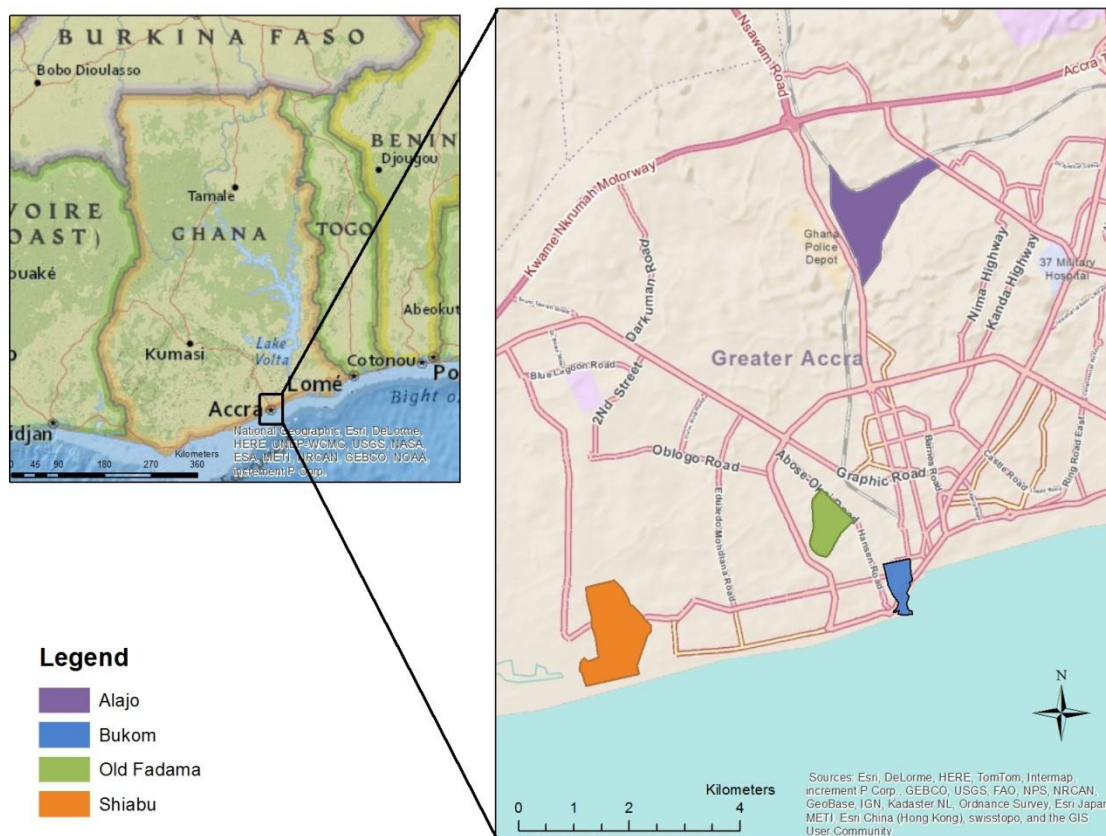 BURKINA FASO
Bobo Dioulasso
BENIN
Djougou
Tamale
VOIRE
OAST)
GHANA
TOGO
ouaké
Abeokut
Kumasi
Lake
Volta
Cotonou
Po
Lomé
Bight o
Accra
idjan
National Geographic, Esri, DeLorme,
HERE, UNEP-WCMC, USGS, NASA,
ESA, METI, NRCAN, GEBCO, NOAA,
increment P Corp.
Kilometers
0 45 90 180 270 360
Nsawam Road
Accra T
Kwame Nkrumah Motorway
Ghana
Police
Depot
37 Military
Hospital
Nima Highway
Kanda Highway
Darkuman Road
Greater Accra
Blue Lagoon Road
2Nd Street
Oblogo Road
Abose-Okai Road
Graphic Road
Barnes Road
Castle Road
Ring Road East
Hansen Road
Eduardo Mohdlana Road
Legend
Alajo
Bukom
Old Fadama
Shiabu
N
Kilometers
0 1 2 4
Sources: Esri, DeLorme, HERE, TomTom, Intermap,
increment P Corp., GEBCO, USGS, FAO, NPS, NRCAN,
GeoBase, IGN, Kadaster NL, Ordnance Survey, Esri Japan
METI, Esri China (Hong Kong), swisstopo, and the GIS
User Community